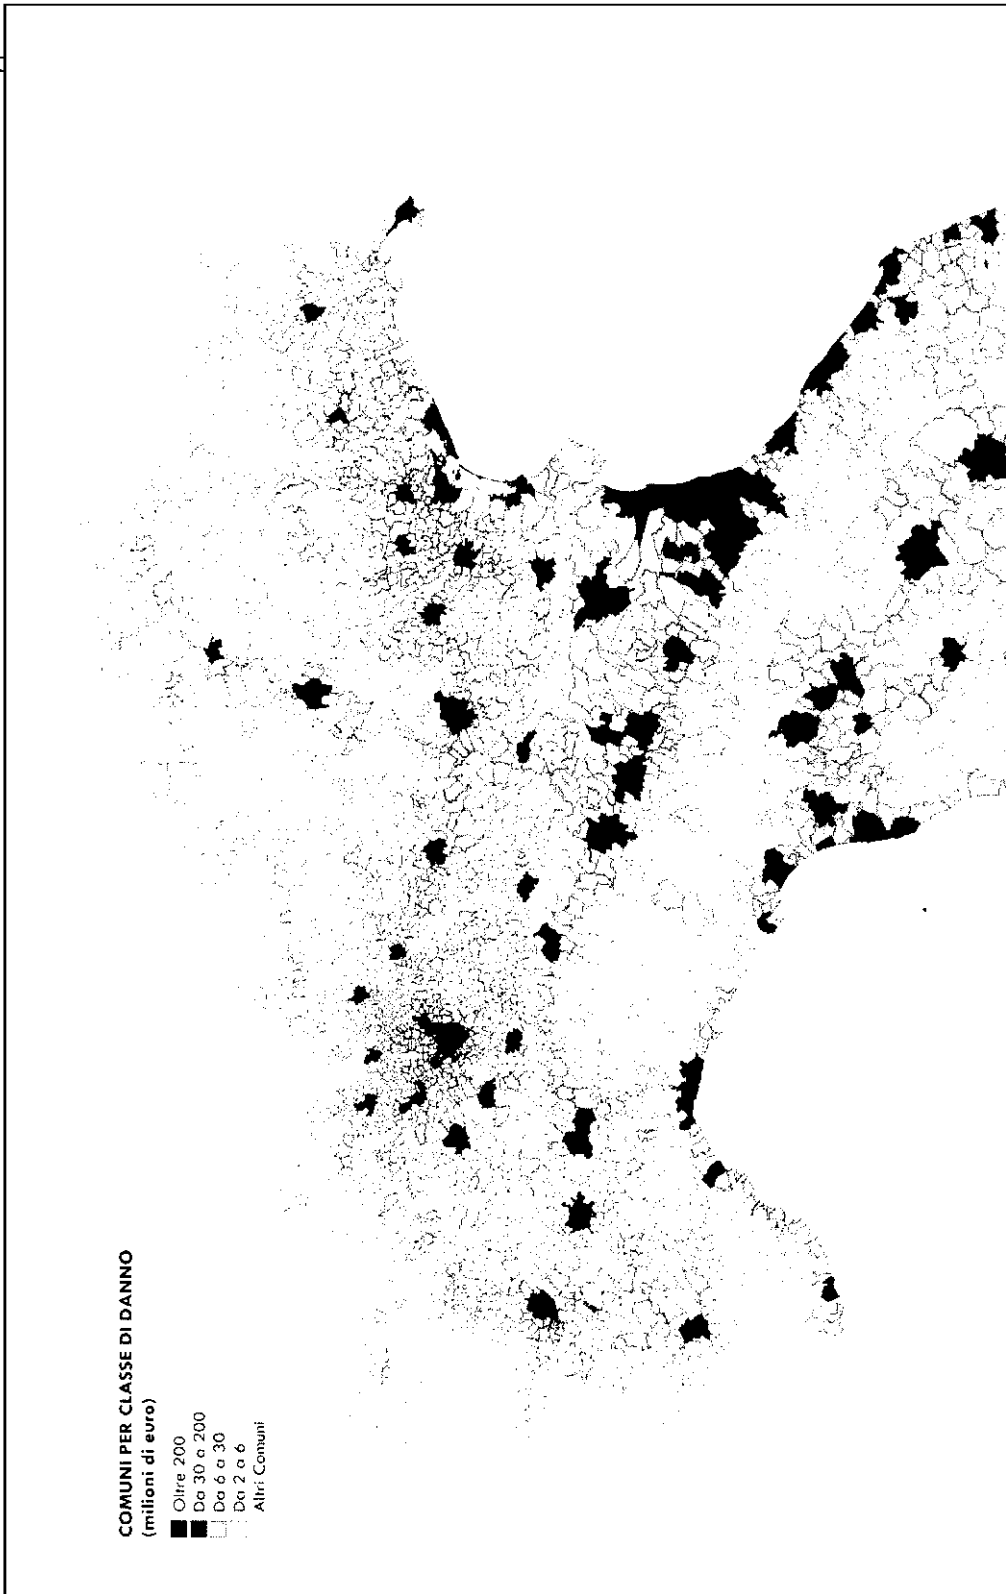 COMUNI PER CLASSE DI DANNO
(milioni di euro)
Oltre 200
Da 30 a 200
Da 6 a 30
Da 2 a 6
Altri Comuni